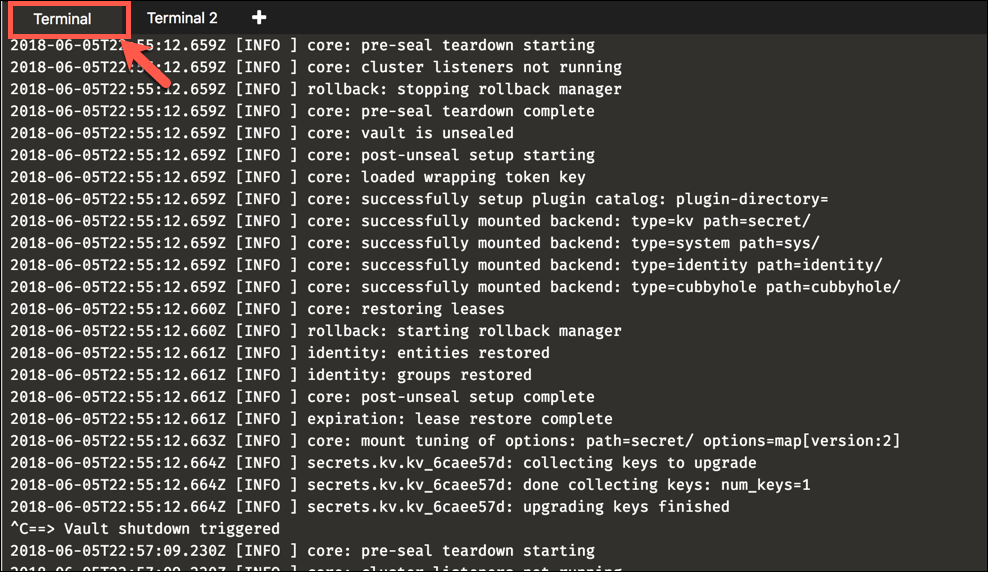 Terminal
Terminal 2
+
2018-06-05T22:55:12.659Z [INFO ] core: pre-seal teardown starting
2018-06-05T22:55:12.659Z [INFO ] core: cluster listeners not running
2018-06-05T22:55:12.659Z [INFO ] rollback: stopping rollback manager
2018-06-05T22:55:12.659Z [INFO ] core: pre-seal teardown complete
2018-06-05T22:55:12.659Z [INFO ] core: vault is unsealed
2018-06-05T22:55:12.659Z [INFO ] core: post-unseal setup starting
2018-06-05T22:55:12.659Z [INFO ] core: loaded wrapping token key
2018-06-05T22:55:12.659Z [INFO ] core: successfully setup plugin catalog: plugin-directory=
2018-06-05T22:55:12.659Z [INFO ] core: successfully mounted backend: type=kv path=secret/
2018-06-05T22:55:12.659Z [INFO ] core: successfully mounted backend: type=system path=sys/
2018-06-05T22:55:12.659Z [INFO ] core: successfully mounted backend: type=identity path=identity/
2018-06-05T22:55:12.659Z [INFO ] core: successfully mounted backend: type=cubbyhole path=cubbyhole/
2018-06-05T22:55:12.660Z [INFO ] core: restoring leases
2018-06-05T22:55:12.660Z [INFO ] rollback: starting rollback manager
2018-06-05T22:55:12.661Z [INFO ] identity: entities restored
2018-06-05T22:55:12.661Z [INFO ] identity: groups restored
2018-06-05T22:55:12.661Z [INFO ] core: post-unseal setup complete
2018-06-05T22:55:12.661Z [INFO ] expiration: lease restore complete
2018-06-05T22:55:12.663Z [INFO ] core: mount tuning of options: path=secret/ options=map[version:2]
2018-06-05T22:55:12.664Z [INFO ] secrets.kv.kv_6caee57d: collecting keys to upgrade
2018-06-05T22:55:12.664Z [INFO ] secrets.kv.kv_6caee57d: done collecting keys: num_keys=1
2018-06-05T22:55:12.664Z [INFO ] secrets.kv.kv_6caee57d: upgrading keys finished
^C==> Vault shutdown triggered
2018-06-05T22:57:09.230Z [INFO ] core: pre-seal teardown starting
2018-06-05T22:57:09.230Z [INFO ] core: cluster listeners not running